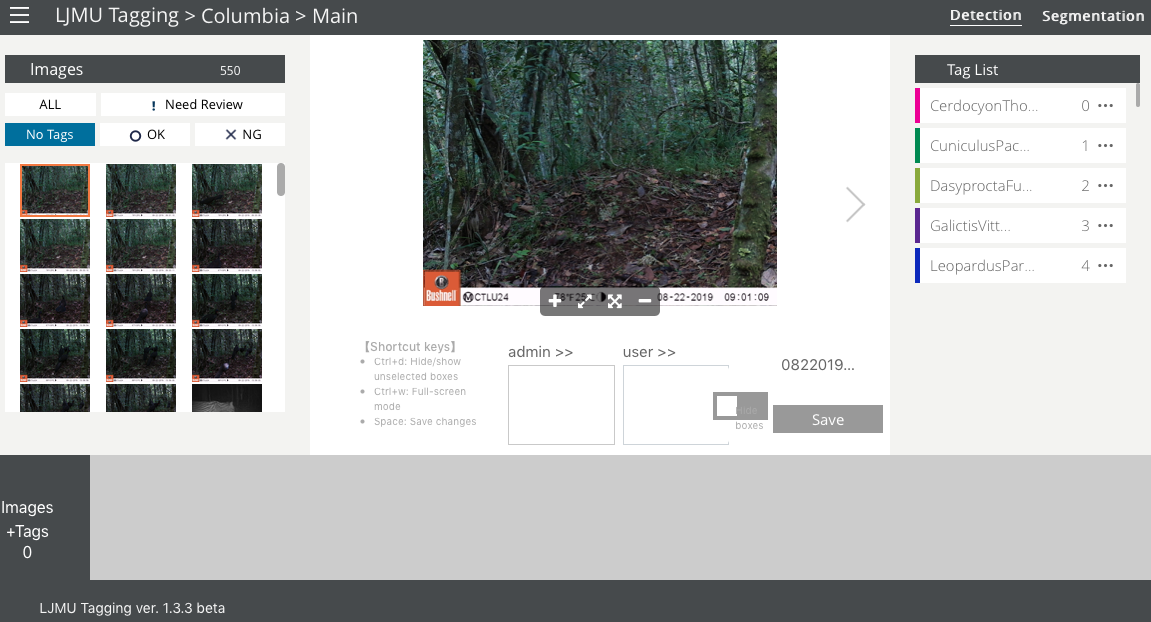 LJMU Tagging > Columbia > Main
Detection Segmentation
Images 550
ALL ! Need Review
No Tags OK NG
Bushnell M CTLU24 78°F25°C 08-22-2019 09:01:09
【Shortcut keys】
Ctrl+d: Hide/show
unselected boxes
Ctrl+w: Full-screen
mode
Space: Save changes
admin >>
user >>
Hide
boxes
0822019...
Save
Tag List
CerdocyonTho... 0 •••
CuniculusPac... 1 •••
DasyproctaFu... 2 •••
GalictisVitt... 3 •••
LeopardusPar... 4 •••
Images
+Tags
0
LJMU Tagging ver. 1.3.3 beta